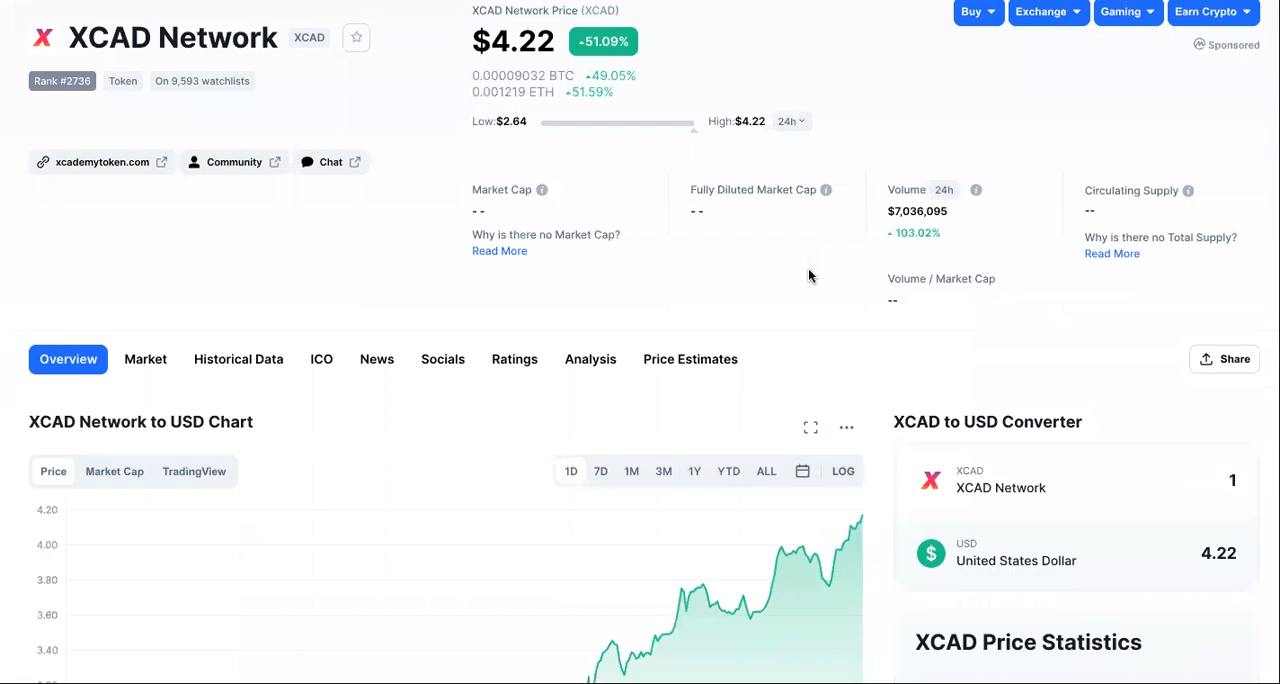 XCAD Network XCAD
Rank #2736 Token On 9,593 watchlists
xcademytoken.com Community Chat
XCAD Network Price (XCAD)
$4.22 51.09%
0.00009032 BTC 49.05%
0.001219 ETH 51.59%
Low:$2.64 High:$4.22 24h
Buy Exchange Gaming Earn Crypto
Sponsored
Market Cap
- -
Why is there no Market Cap?
Read More
Fully Diluted Market Cap
- -
Volume 24h
$7,036,095
103.02%
Volume / Market Cap
--
Circulating Supply
--
Why is there no Total Supply?
Read More
Overview Market Historical Data ICO News Socials Ratings Analysis Price Estimates Share
XCAD Network to USD Chart
Price Market Cap TradingView 1D 7D 1M 3M 1Y YTD ALL LOG
4.20
4.00
3.80
3.60
3.40
XCAD to USD Converter
XCAD
XCAD Network 1
USD
United States Dollar 4.22
XCAD Price Statistics